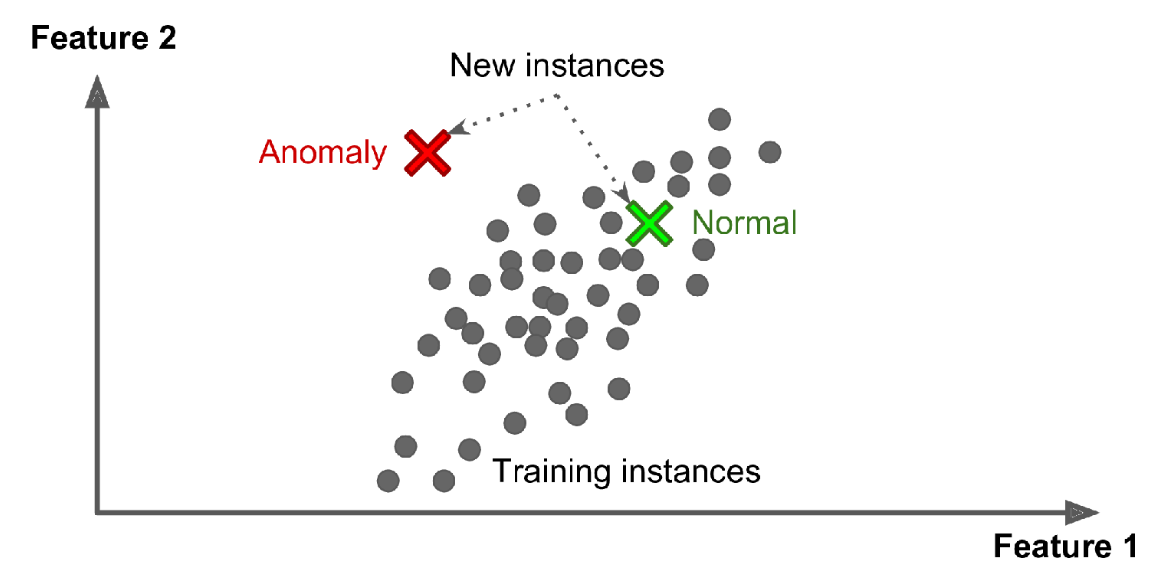 Feature 2
New instances
Anomaly
Normal
Training instances
Feature 1